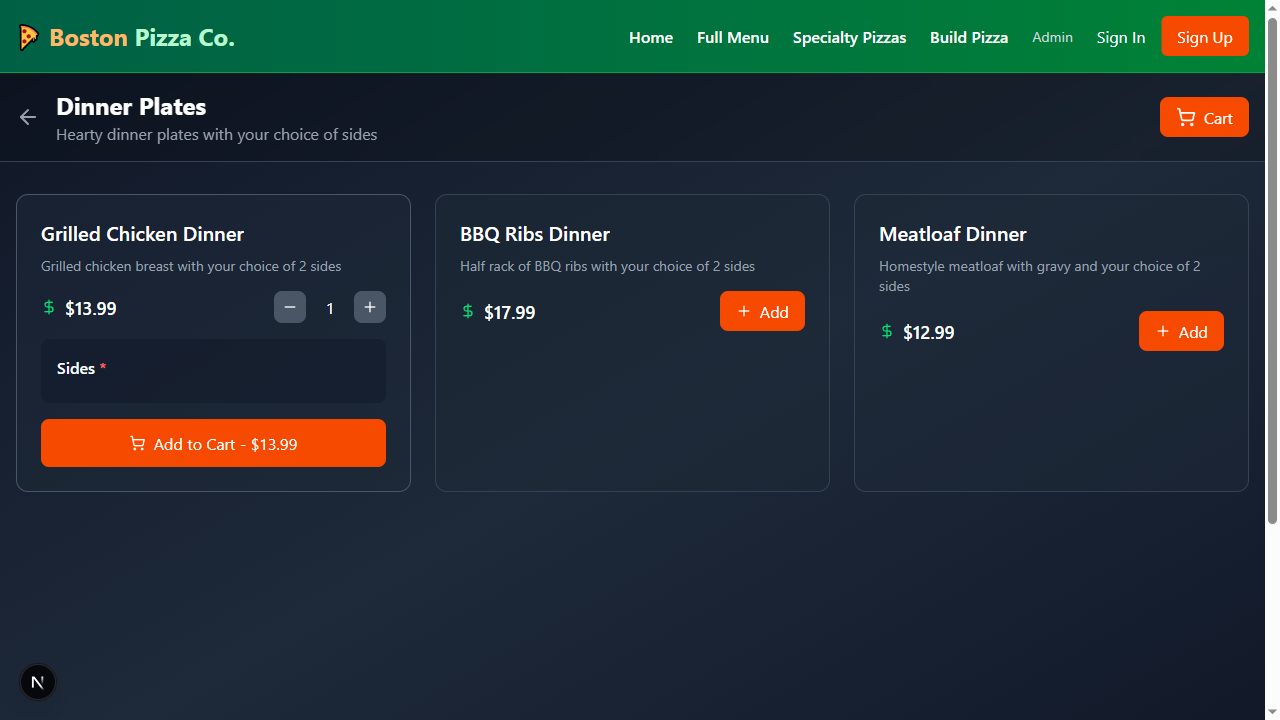 Boston Pizza Co.
Home
Full Menu
Specialty Pizzas
Build Pizza
Admin
Sign In
Sign Up
Dinner Plates
Hearty dinner plates with your choice of sides
Cart
Grilled Chicken Dinner
Grilled chicken breast with your choice of 2 sides
$ $13.99
− 1 +
Sides *
Add to Cart - $13.99
BBQ Ribs Dinner
Half rack of BBQ ribs with your choice of 2 sides
$ $17.99
+ Add
Meatloaf Dinner
Homestyle meatloaf with gravy and your choice of 2
sides
$ $12.99
+ Add
N